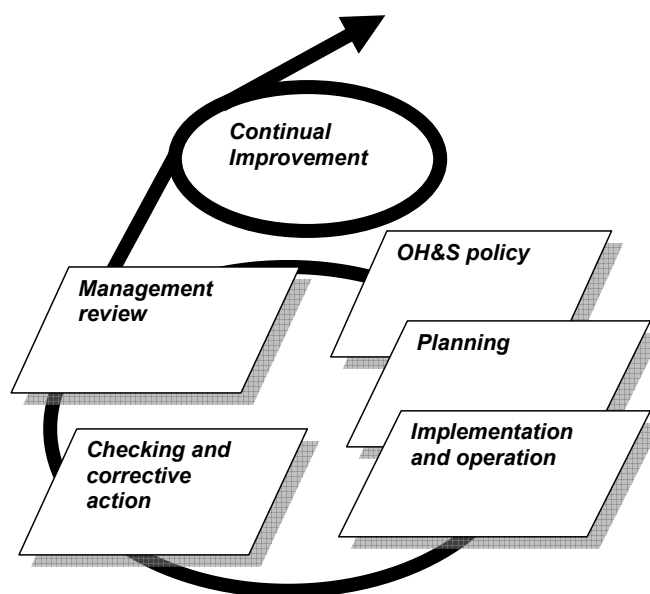 Continual
Improvement
OH&S policy
Management
review
Planning
Implementation
and operation
Checking and
corrective
action